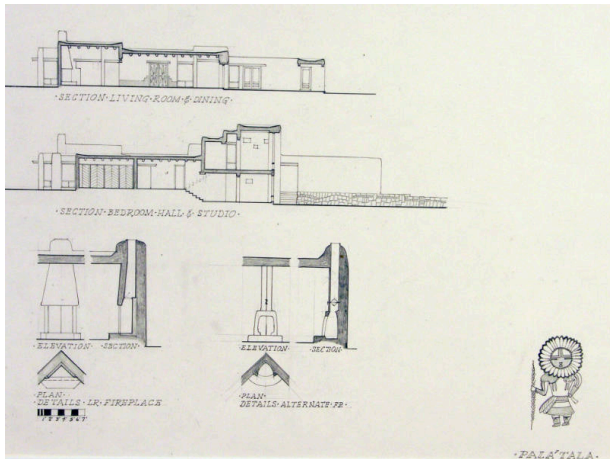 ·SECTION·LIVING·ROOM·&·DINING·
·SECTION·BEDROOM·HALL·&·STUDIO·
·ELEVATION· ·SECTION·
·ELEVATION· ·SECTION·
·PLAN·
·DETAILS·LR·FIREPLACE
·PLAN·
·DETAILS·ALTERNATE·FP·
·PALA'TALA·